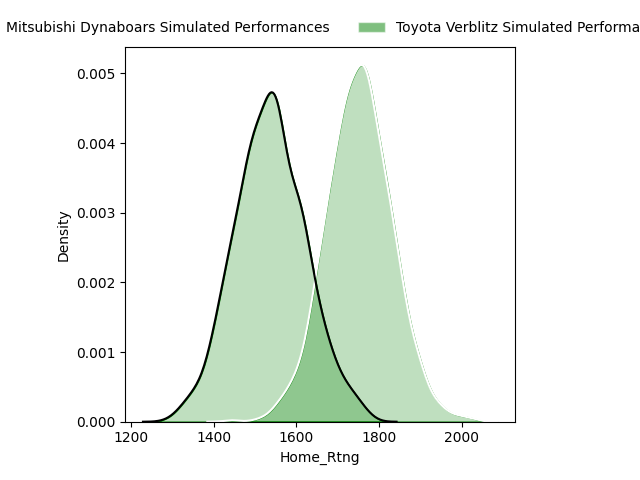 Mitsubishi Dynaboars Simulated Performances Toyota Verblitz Simulated Performa
0.005
0.004
0.003
0.002
0.001
0.000
Density
1200 1400 1600 1800 2000
Home_Rtng